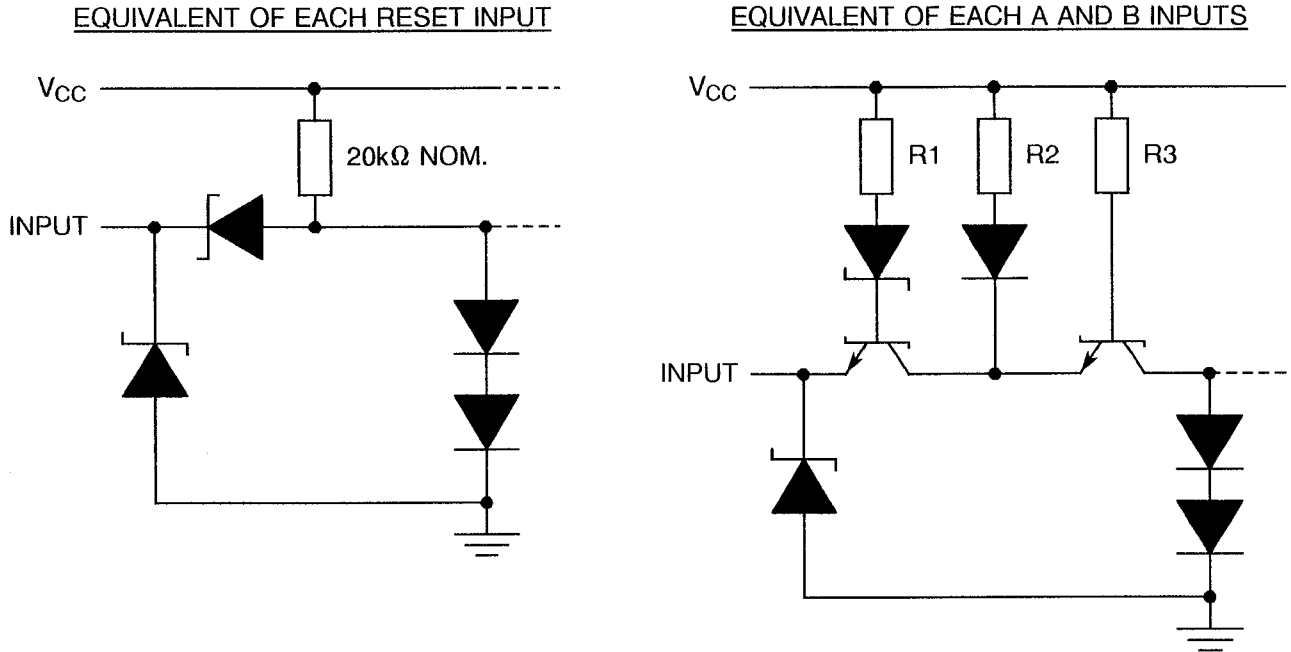 EQUIVALENT OF EACH RESET INPUT
VCC
20kΩ NOM.
INPUT
EQUIVALENT OF EACH A AND B INPUTS
VCC
R1
R2
R3
INPUT